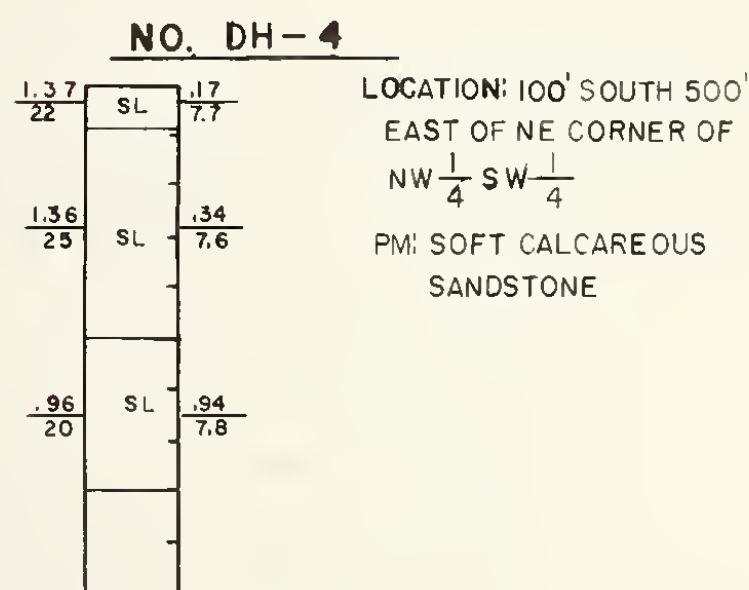 NO. DH-4
1.37 SL .17
22 7.7
LOCATION: 100' SOUTH 500'
EAST OF NE CORNER OF
NW 1/4 SW 1/4
1.36 SL .34
25 7.6
PM: SOFT CALCAREOUS
SANDSTONE
.96 SL .94
20 7.8